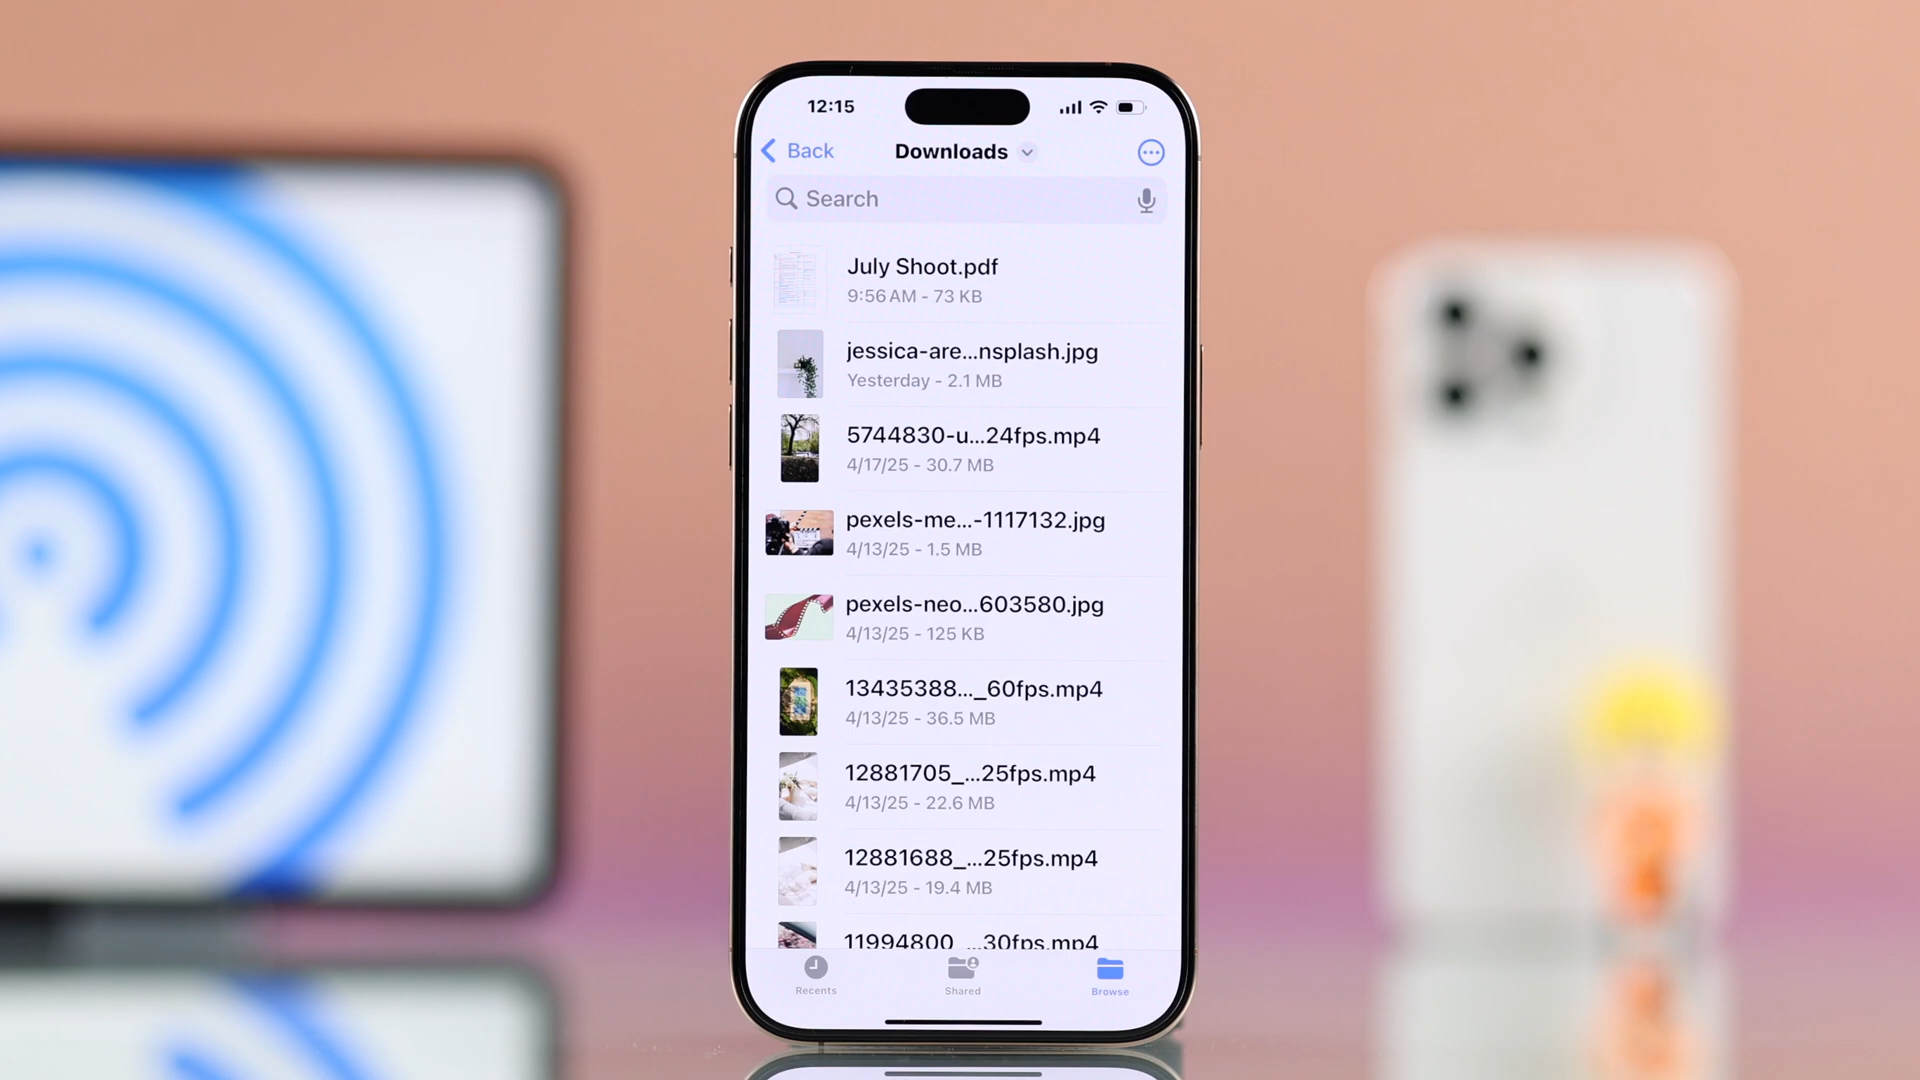 12:15
Back
Downloads
Search
July Shoot.pdf
9:56 AM - 73 KB
jessica-are...nsplash.jpg
Yesterday - 2.1 MB
5744830-u...24fps.mp4
4/17/25 - 30.7 MB
pexels-me...-1117132.jpg
4/13/25 - 1.5 MB
pexels-neo...603580.jpg
4/13/25 - 125 KB
13435388..._60fps.mp4
4/13/25 - 36.5 MB
12881705_...25fps.mp4
4/13/25 - 22.6 MB
12881688_...25fps.mp4
4/13/25 - 19.4 MB
11994800_...30fps.mp4
Recents
Shared
Browse